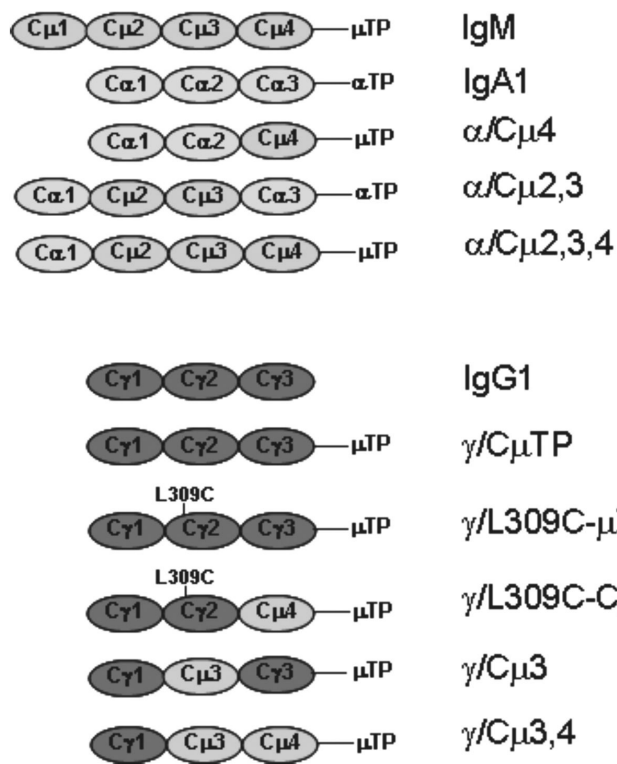 Cμ1 Cμ2 Cμ3 Cμ4 μTP IgM
Cα1 Cα2 Cα3 αTP IgA1
Cα1 Cα2 Cμ4 μTP α/Cμ4
Cα1 Cμ2 Cμ3 Cα3 αTP α/Cμ2,3
Cα1 Cμ2 Cμ3 Cμ4 μTP α/Cμ2,3,4
Cγ1 Cγ2 Cγ3 IgG1
Cγ1 Cγ2 Cγ3 μTP γ/CμTP
L309C
Cγ1 Cγ2 Cγ3 μTP γ/L309C-μ
L309C
Cγ1 Cγ2 Cμ4 μTP γ/L309C-C
Cγ1 Cμ3 Cγ3 μTP γ/Cμ3
Cγ1 Cμ3 Cμ4 μTP γ/Cμ3,4